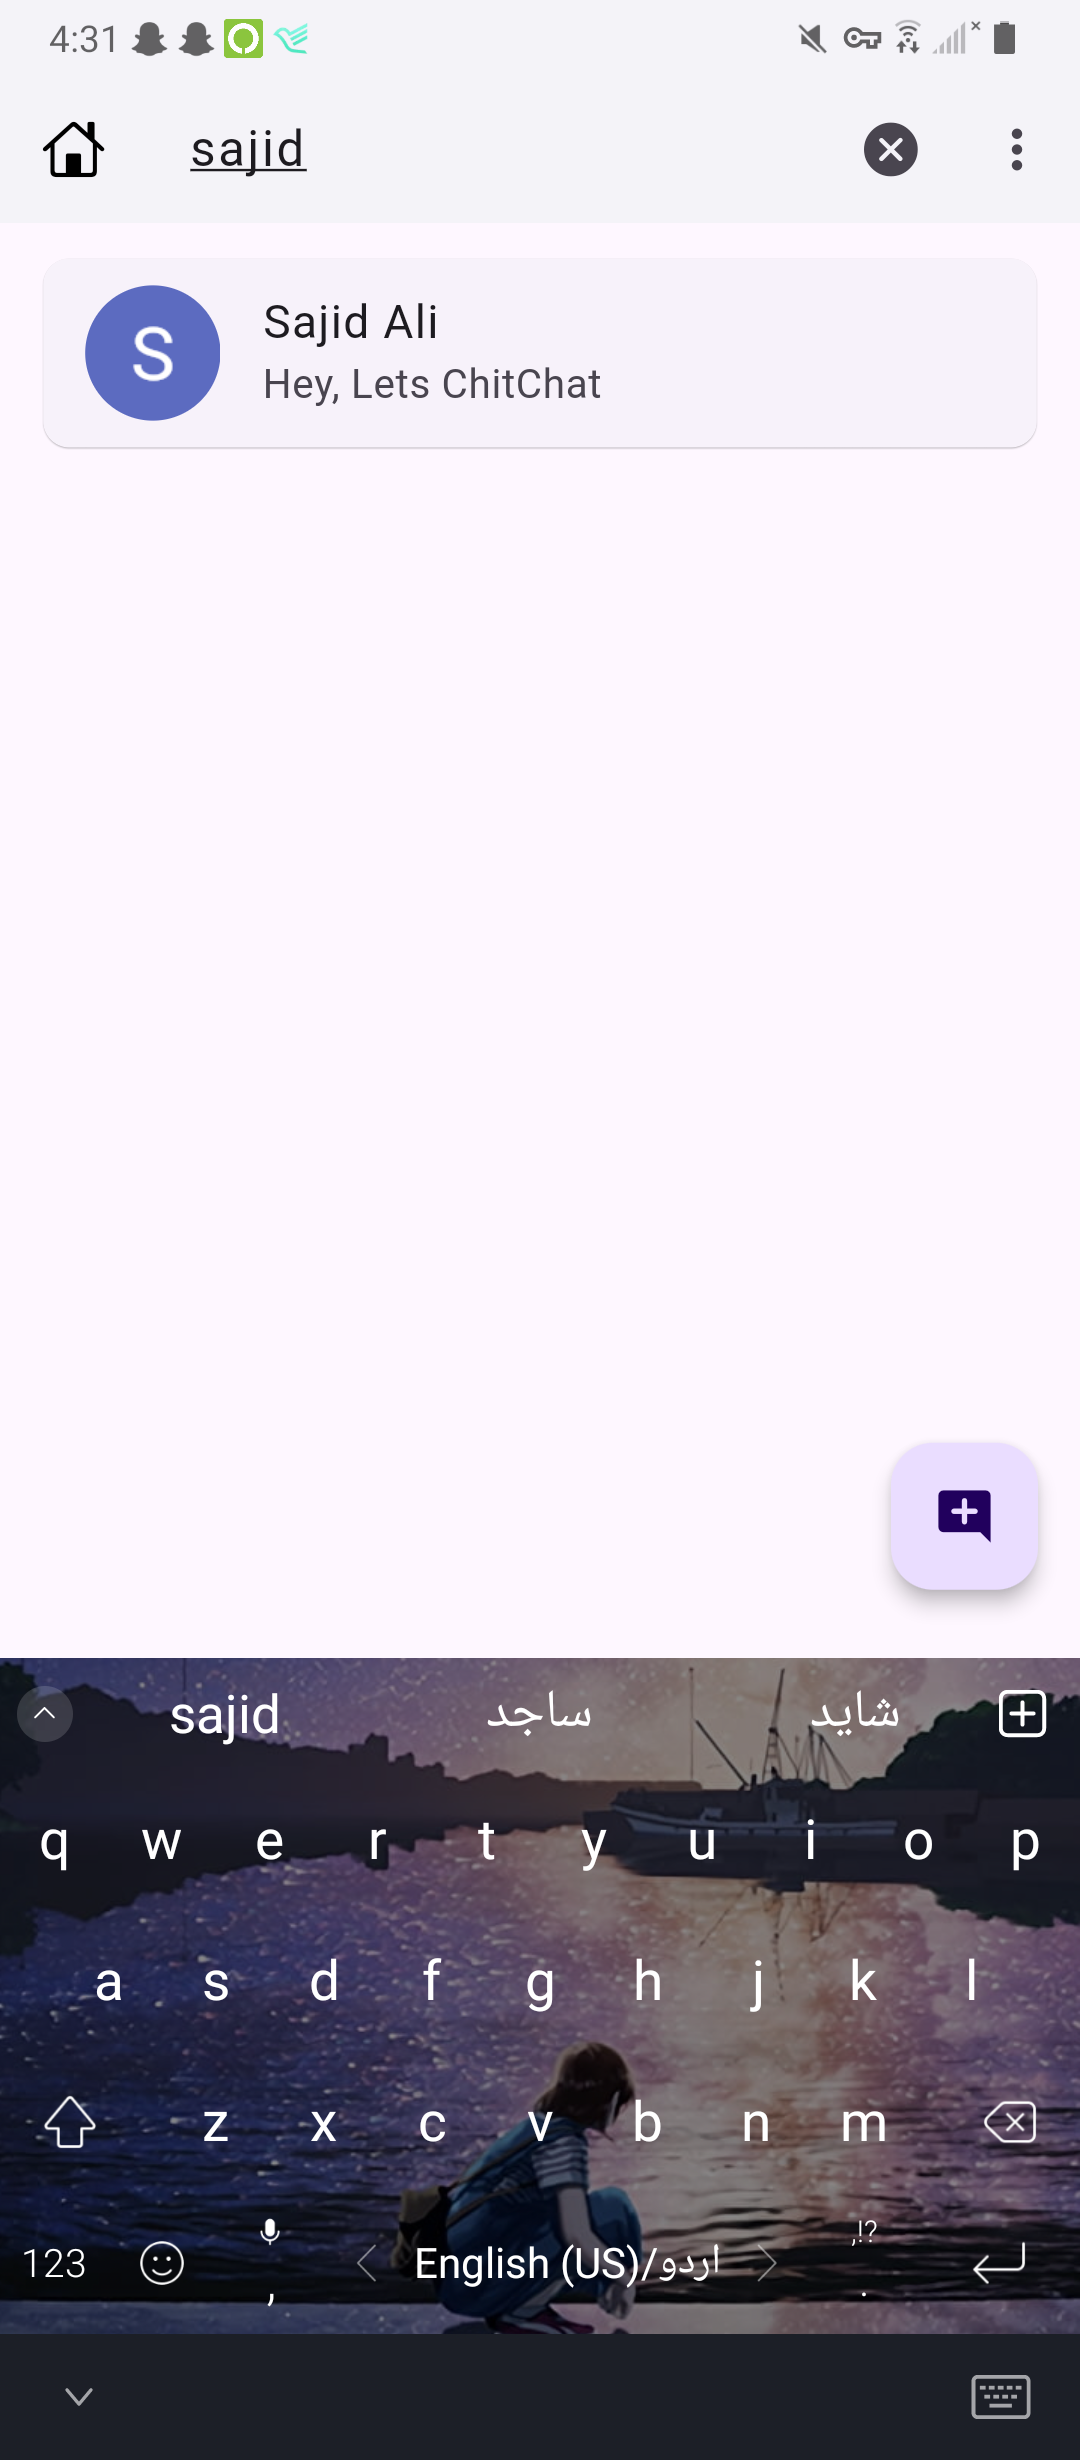 4:31
sajid
S
Sajid Ali
Hey, Lets ChitChat
sajid ساجد شاید
q w e r t y u i o p
a s d f g h j k l
z x c v b n m
123 , English (US)/اردو ,!? .